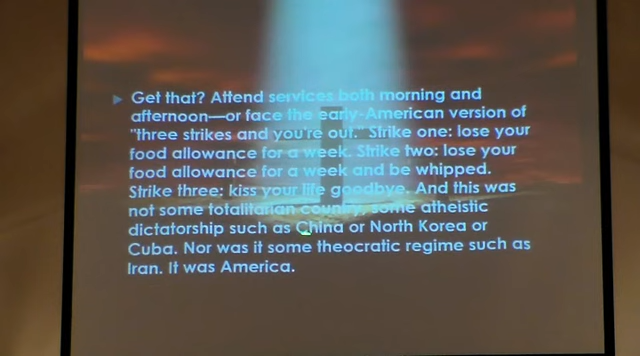 Get that? Attend services both morning and
afternoon—or face the early-American version of
"three strikes and you're out." Strike one: lose your
food allowance for a week. Strike two: lose your
food allowance for a week and be whipped.
Strike three: kiss your life goodbye. And this was
not some totalitarian country, some atheistic
dictatorship such as China or North Korea or
Cuba. Nor was it some theocratic regime such as
Iran. It was America.